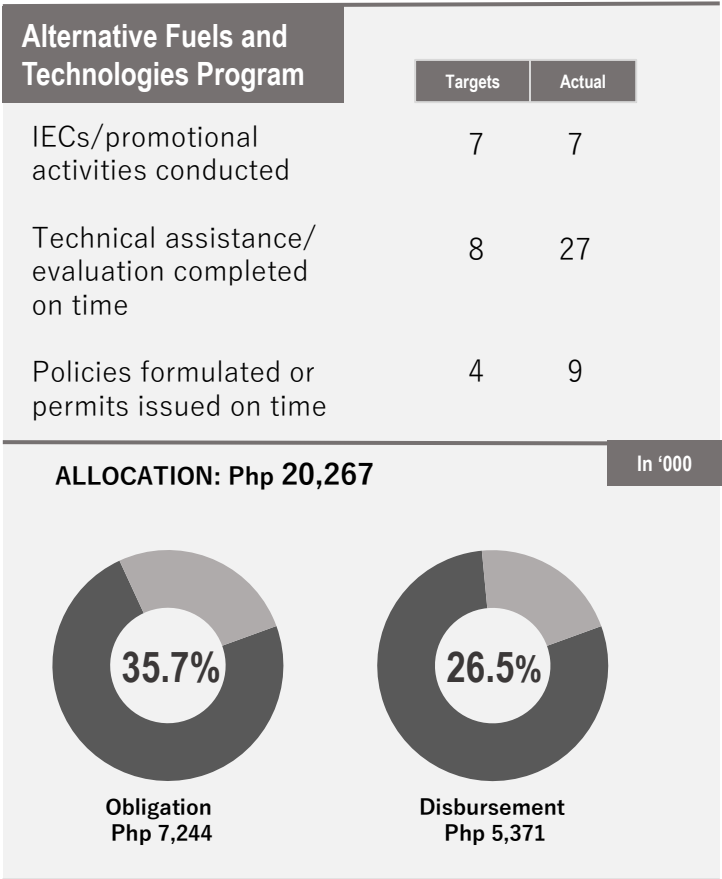 Alternative Fuels and
Technologies Program
Targets Actual
IECs/promotional
activities conducted
7 7
Technical assistance/
evaluation completed
on time
8 27
Policies formulated or
permits issued on time
4 9
ALLOCATION: Php 20,267
In ‘000
35.7%
26.5%
Obligation
Php 7,244
Disbursement
Php 5,371